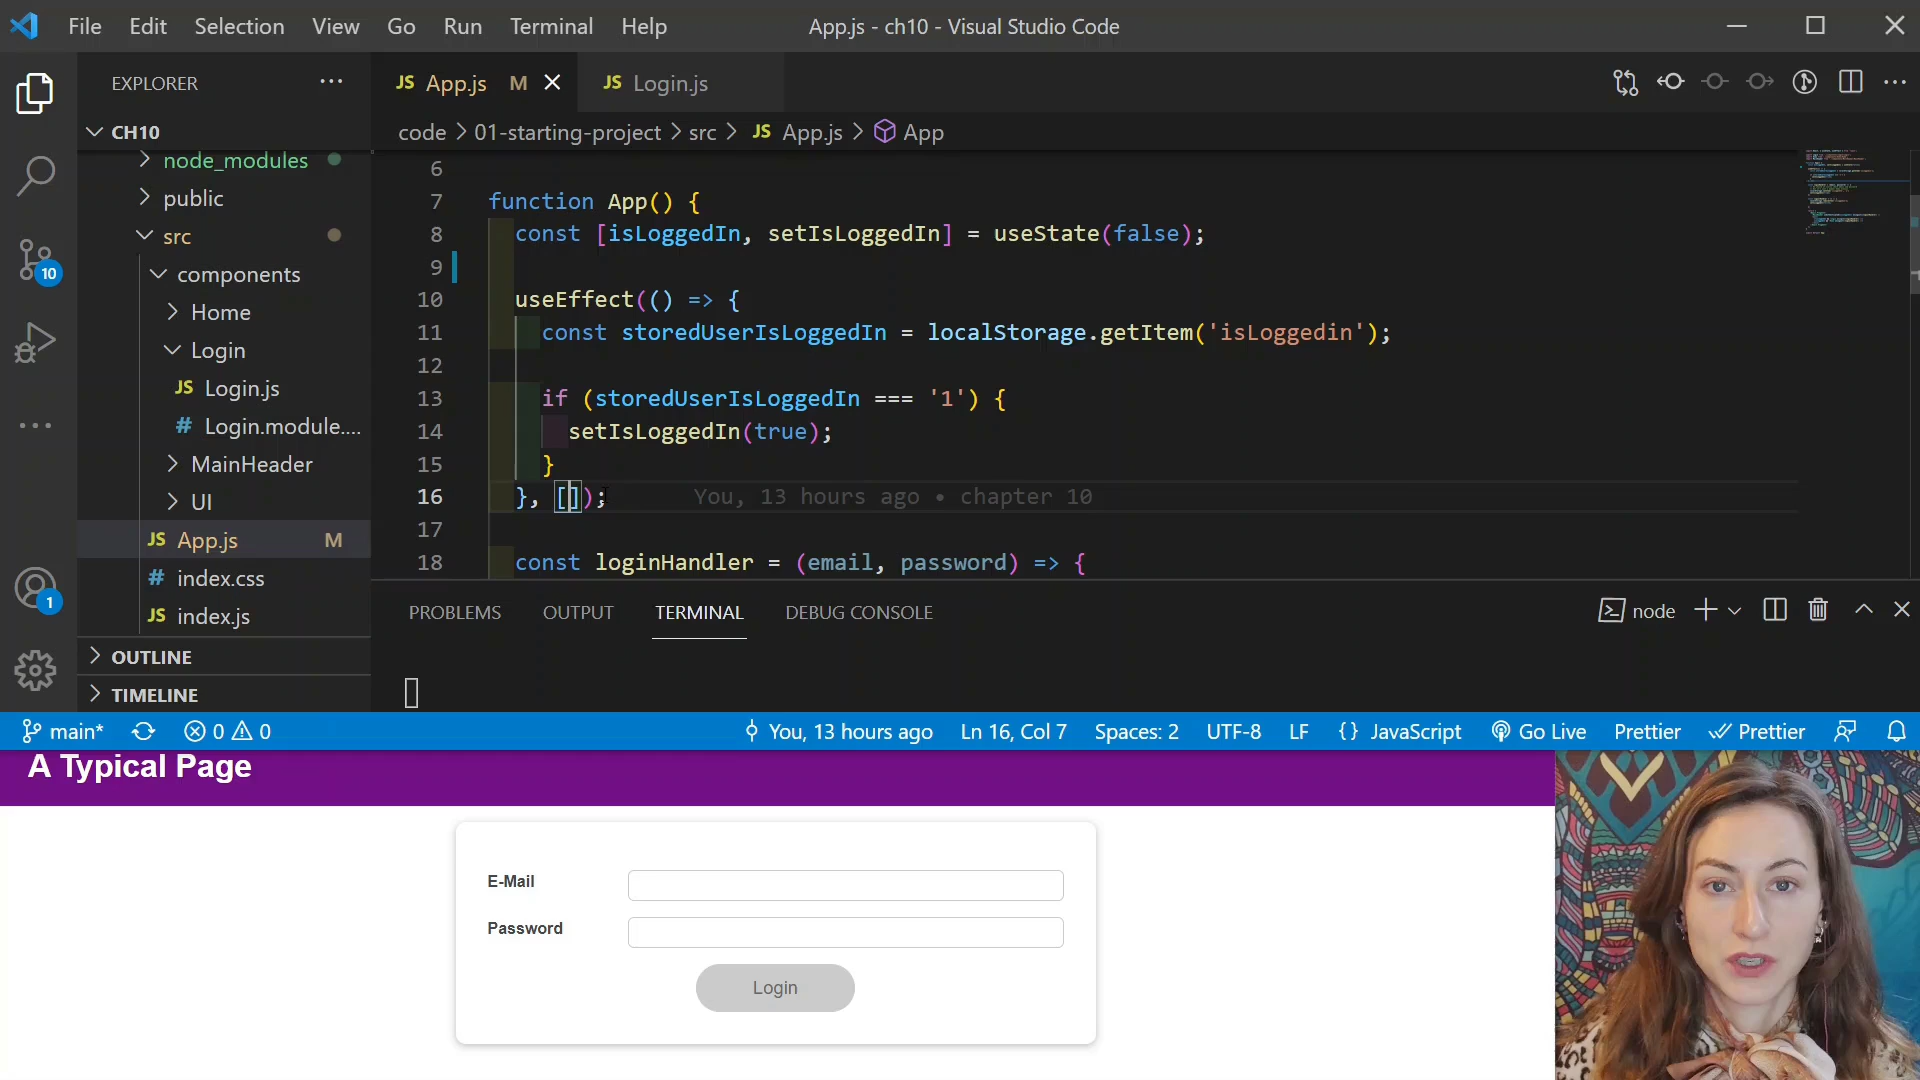 File Edit Selection View Go Run Terminal Help App.js - ch10 - Visual Studio Code
EXPLORER ···
CH10
node_modules
public
src
components
Home
Login
JS Login.js
# Login.module....
MainHeader
UI
JS App.js M
# index.css
JS index.js
OUTLINE
TIMELINE
10
1
JS App.js M
JS Login.js
code > 01-starting-project > src > JS App.js > App
6
7 function App() {
8 const [isLoggedIn, setIsLoggedIn] = useState(false);
9
10 useEffect(() => {
11 const storedUserIsLoggedIn = localStorage.getItem('isLoggedin');
12
13 if (storedUserIsLoggedIn === '1') {
14 setIsLoggedIn(true);
15 }
16 }, []); You, 13 hours ago • chapter 10
17
18 const loginHandler = (email, password) => {
PROBLEMS OUTPUT TERMINAL DEBUG CONSOLE node
main* 0 0 You, 13 hours ago Ln 16, Col 7 Spaces: 2 UTF-8 LF {} JavaScript Go Live Prettier Prettier
A Typical Page
E-Mail
Password
Login